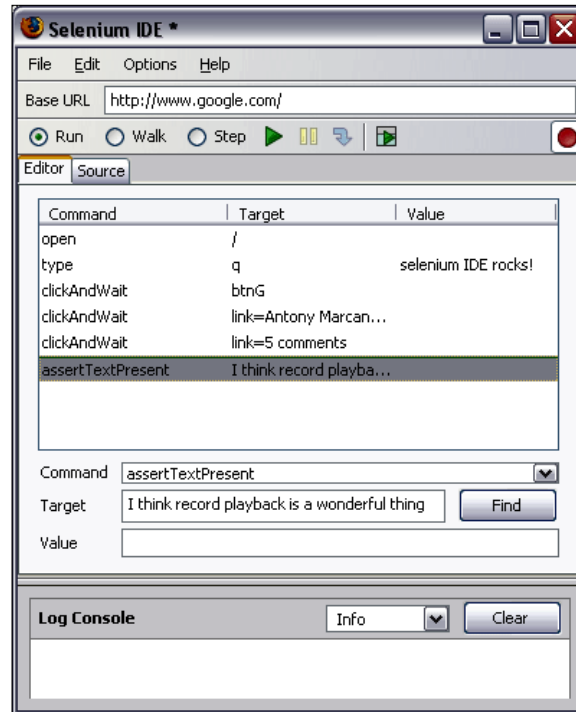 Selenium IDE *
File Edit Options Help
Base URL http://www.google.com/
Run Walk Step
Editor Source
Command Target Value
open /
type q selenium IDE rocks!
clickAndWait btnG
clickAndWait link=Antony Marcan...
clickAndWait link=5 comments
assertTextPresent I think record playba...
Command assertTextPresent
Target I think record playback is a wonderful thing Find
Value
Log Console Info Clear